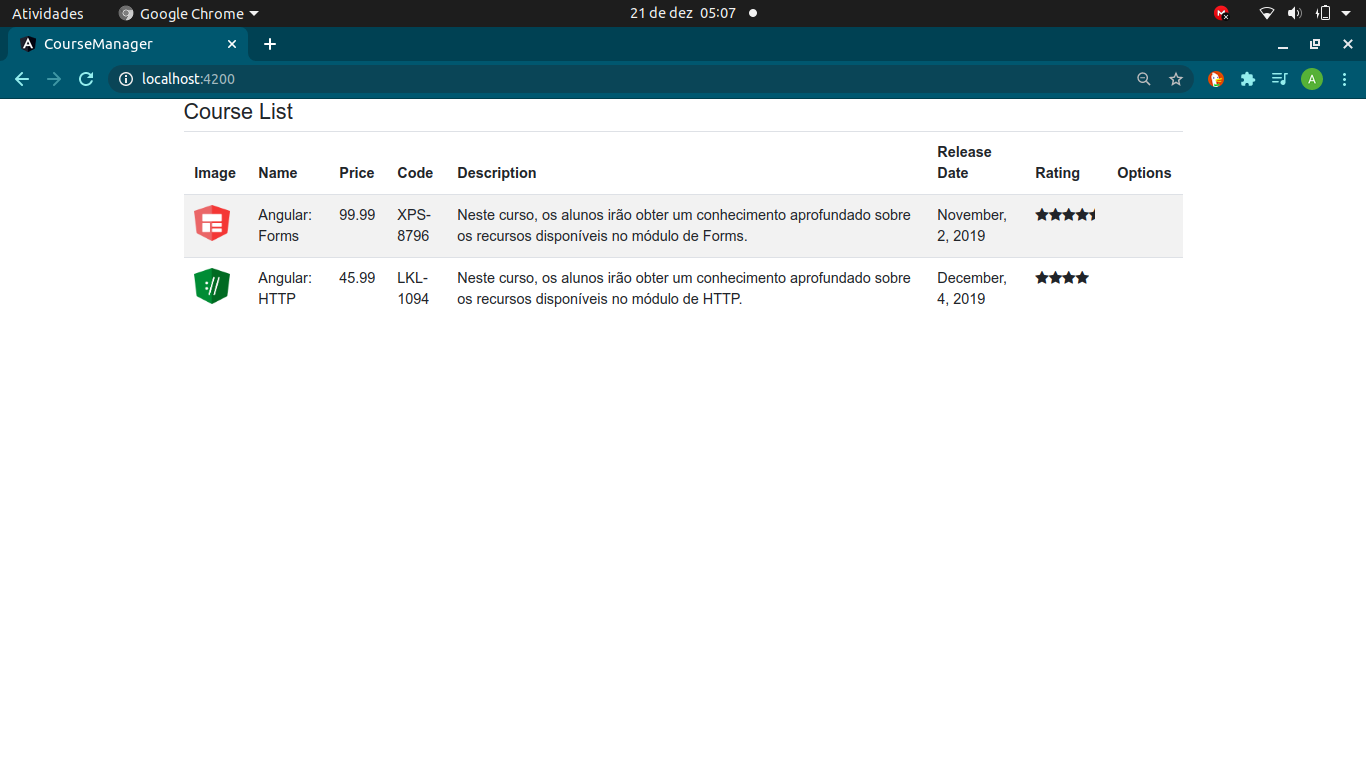 Atividades Google Chrome 21 de dez 05:07
CourseManager
localhost:4200 A
Course List
Image Name Price Code Description Release Date Rating Options
Angular: Forms 99.99 XPS-8796 Neste curso, os alunos irão obter um conhecimento aprofundado sobre
os recursos disponíveis no módulo de Forms. November, 2, 2019
Angular: HTTP 45.99 LKL-1094 Neste curso, os alunos irão obter um conhecimento aprofundado sobre
os recursos disponíveis no módulo de HTTP. December, 4, 2019